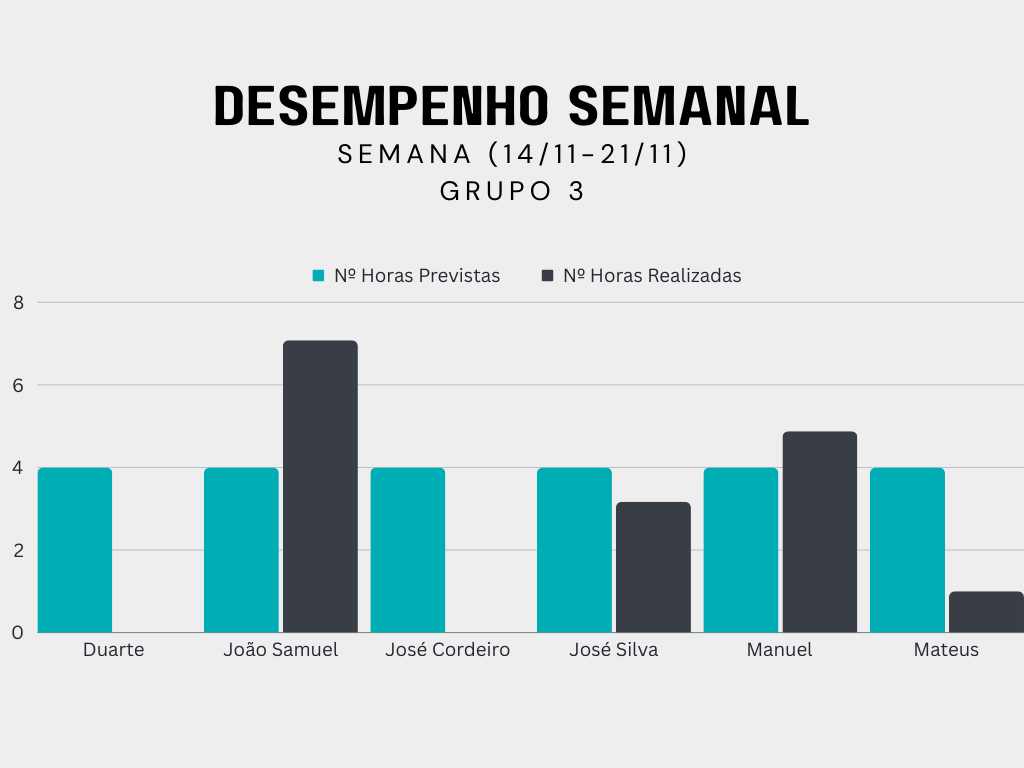 DESEMPENHO SEMANAL
SEMANA (14/11-21/11)
GRUPO 3
Nº Horas Previstas Nº Horas Realizadas
8
6
4
2
0
Duarte João Samuel José Cordeiro José Silva Manuel Mateus